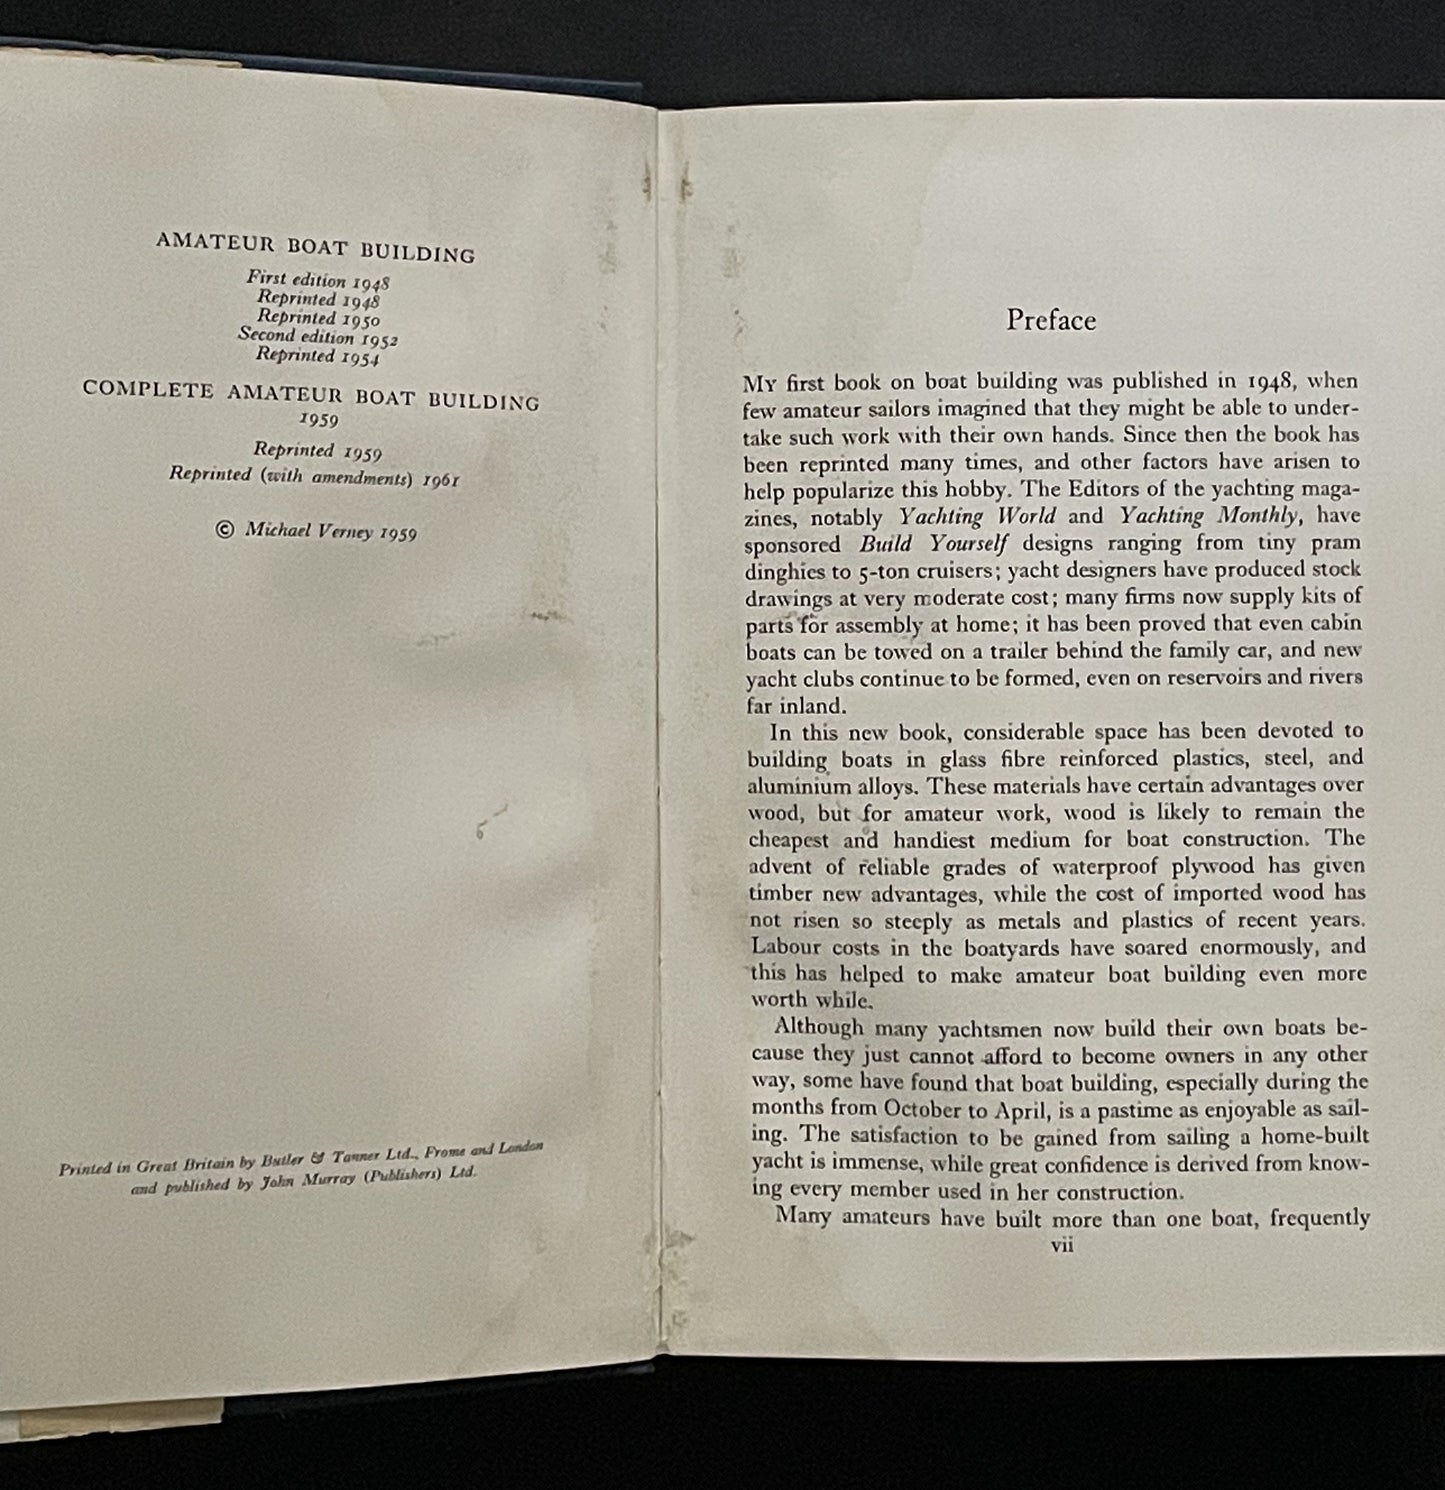 AMATEUR BOAT BUILDING
First edition 1948
Reprinted 1948
Reprinted 1950
Second edition 1952
Reprinted 1954
COMPLETE AMATEUR BOAT BUILDING
1959
Reprinted 1959
Reprinted (with amendments) 1961
© Michael Verney 1959
Printed in Great Britain by Butler & Tanner Ltd., Frome and London
and published by John Murray (Publishers) Ltd.
Preface
MY first book on boat building was published in 1948, when
few amateur sailors imagined that they might be able to under-
take such work with their own hands. Since then the book has
been reprinted many times, and other factors have arisen to
help popularize this hobby. The Editors of the yachting maga-
zines, notably Yachting World and Yachting Monthly, have
sponsored Build Yourself designs ranging from tiny pram
dinghies to 5-ton cruisers; yacht designers have produced stock
drawings at very moderate cost; many firms now supply kits of
parts for assembly at home; it has been proved that even cabin
boats can be towed on a trailer behind the family car, and new
yacht clubs continue to be formed, even on reservoirs and rivers
far inland.
In this new book, considerable space has been devoted to
building boats in glass fibre reinforced plastics, steel, and
aluminium alloys. These materials have certain advantages over
wood, but for amateur work, wood is likely to remain the
cheapest and handiest medium for boat construction. The
advent of reliable grades of waterproof plywood has given
timber new advantages, while the cost of imported wood has
not risen so steeply as metals and plastics of recent years.
Labour costs in the boatyards have soared enormously, and
this has helped to make amateur boat building even more
worth while.
Although many yachtsmen now build their own boats be-
cause they just cannot afford to become owners in any other
way, some have found that boat building, especially during the
months from October to April, is a pastime as enjoyable as sail-
ing. The satisfaction to be gained from sailing a home-built
yacht is immense, while great confidence is derived from know-
ing every member used in her construction.
Many amateurs have built more than one boat, frequently
vii